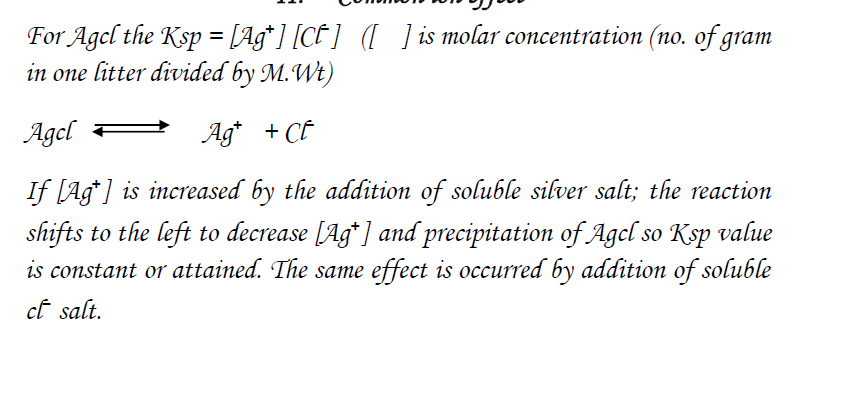 For Agcl the Ksp = [Ag⁺] [Cl⁻] ([ ] is molar concentration (no. of gram
in one litter divided by M.Wt)
Agcl ⇌ Ag⁺ + Cl⁻
If [Ag⁺] is increased by the addition of soluble silver salt; the reaction
shifts to the left to decrease [Ag⁺] and precipitation of Agcl so Ksp value
is constant or attained. The same effect is occurred by addition of soluble
cl⁻ salt.